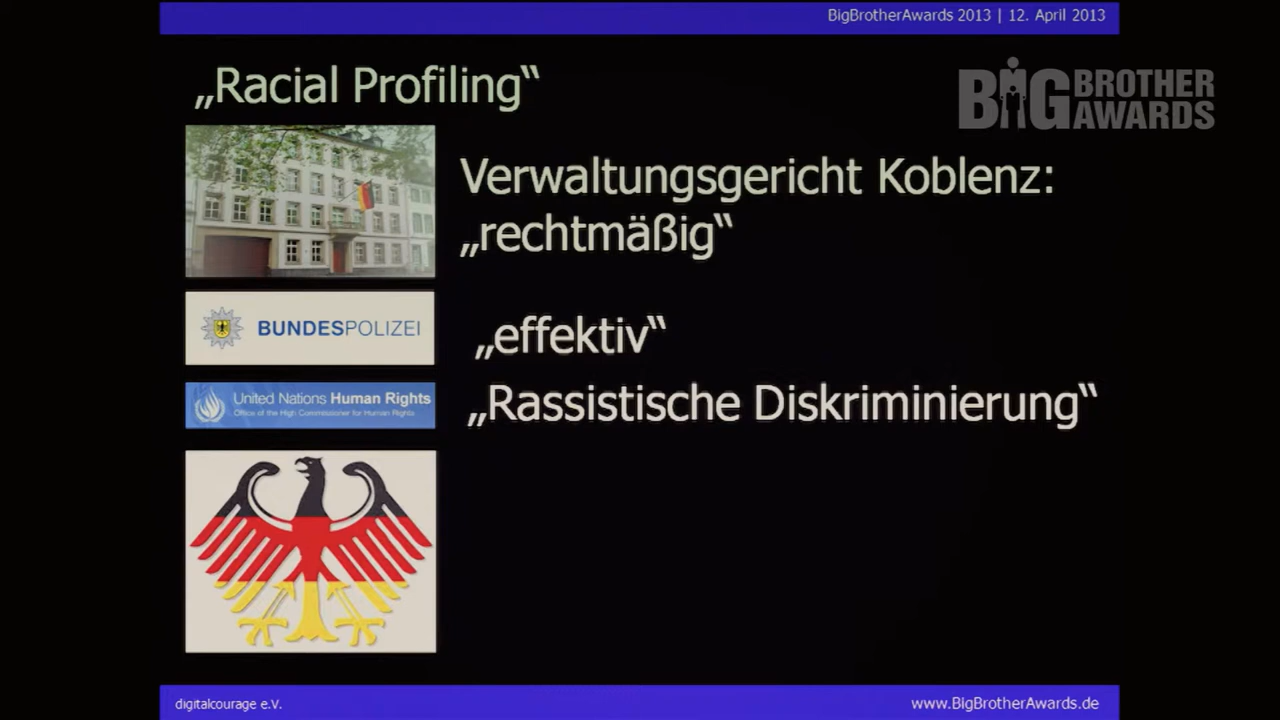 BigBrotherAwards 2013 | 12. April 2013
„Racial Profiling“
BIG BROTHER AWARDS
Verwaltungsgericht Koblenz:
„rechtmäßig“
BUNDESPOLIZEI
„effektiv“
United Nations Human Rights
Office of the High Commissioner for Human Rights
„Rassistische Diskriminierung“
digitalcourage e.V.
www.BigBrotherAwards.de